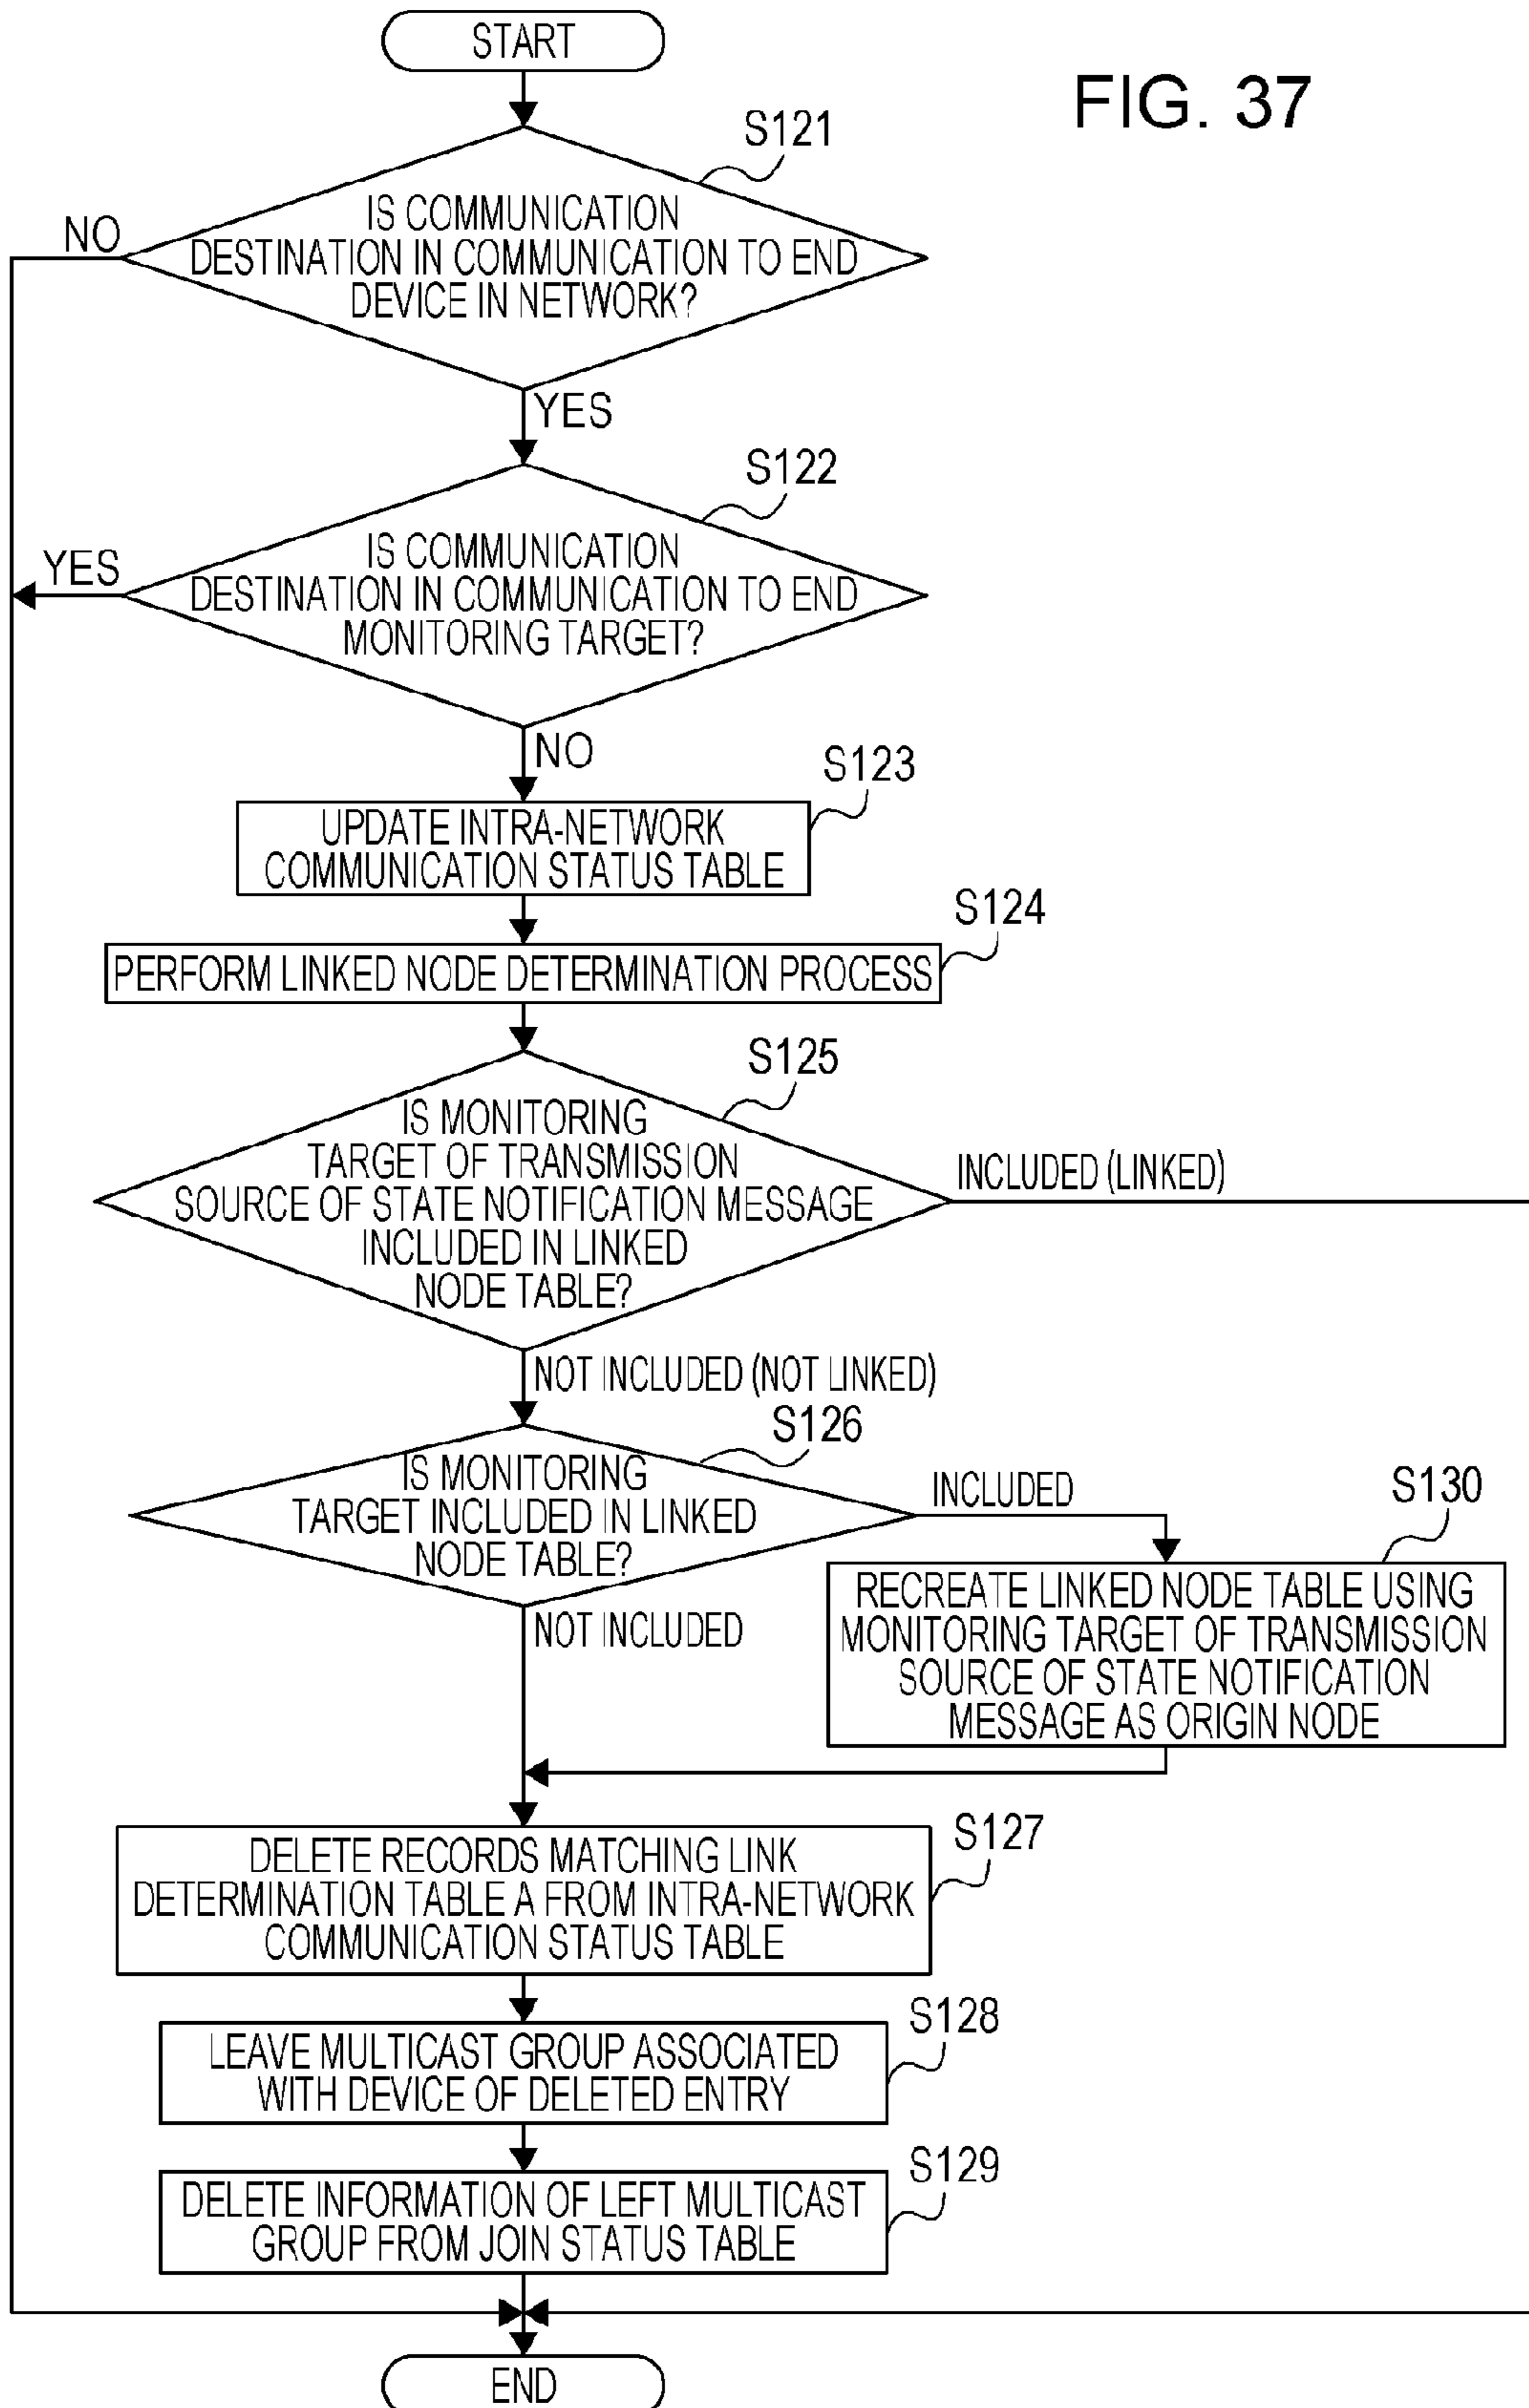 START
FIG. 37
S121
IS COMMUNICATION
DESTINATION IN COMMUNICATION TO END
DEVICE IN NETWORK?
NO
YES
S122
IS COMMUNICATION
DESTINATION IN COMMUNICATION TO END
MONITORING TARGET?
YES
NO
S123
UPDATE INTRA-NETWORK
COMMUNICATION STATUS TABLE
S124
PERFORM LINKED NODE DETERMINATION PROCESS
S125
IS MONITORING
TARGET OF TRANSMISSION
SOURCE OF STATE NOTIFICATION MESSAGE
INCLUDED IN LINKED
NODE TABLE?
INCLUDED (LINKED)
NOT INCLUDED (NOT LINKED)
S126
IS MONITORING
TARGET INCLUDED IN LINKED
NODE TABLE?
INCLUDED
NOT INCLUDED
S130
RECREATE LINKED NODE TABLE USING
MONITORING TARGET OF TRANSMISSION
SOURCE OF STATE NOTIFICATION
MESSAGE AS ORIGIN NODE
S127
DELETE RECORDS MATCHING LINK
DETERMINATION TABLE A FROM INTRA-NETWORK
COMMUNICATION STATUS TABLE
S128
LEAVE MULTICAST GROUP ASSOCIATED
WITH DEVICE OF DELETED ENTRY
S129
DELETE INFORMATION OF LEFT MULTICAST
GROUP FROM JOIN STATUS TABLE
END